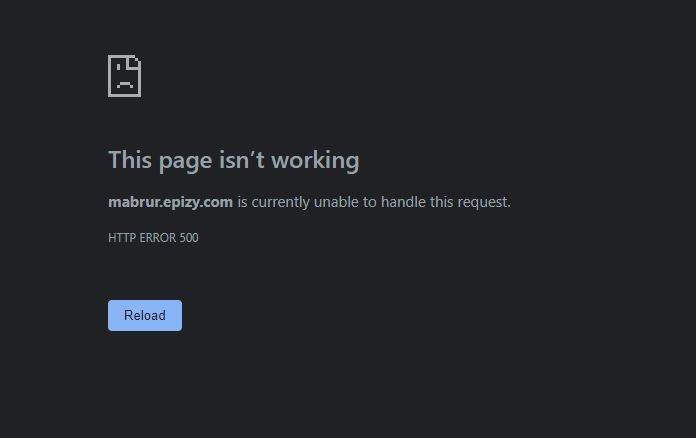 This page isn’t working
mabrur.epizy.com is currently unable to handle this request.
HTTP ERROR 500
Reload